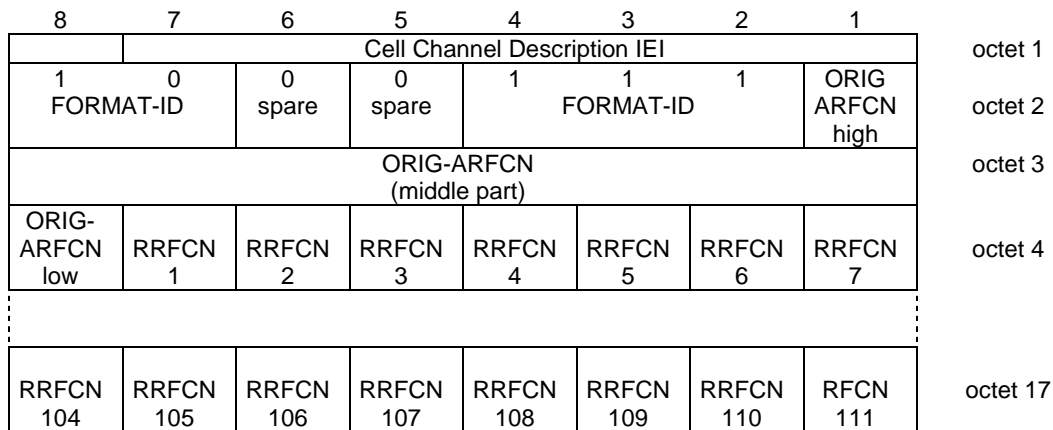 8 7 6 5 4 3 2 1
Cell Channel Description IEI octet 1
1 0 0 0 1 1 1 ORIG
FORMAT-ID spare spare FORMAT-ID ARFCN octet 2
high
ORIG-ARFCN octet 3
(middle part)
ORIG-
ARFCN RRFCN RRFCN RRFCN RRFCN RRFCN RRFCN RRFCN octet 4
low 1 2 3 4 5 6 7
RRFCN RRFCN RRFCN RRFCN RRFCN RRFCN RRFCN RFCN octet 17
104 105 106 107 108 109 110 111